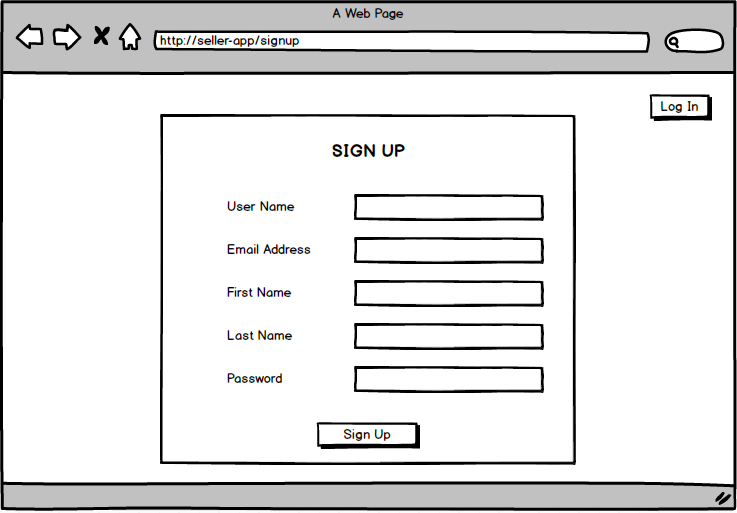 A Web Page
http://seller-app/signup
Log In
SIGN UP
User Name
Email Address
First Name
Last Name
Password
Sign Up